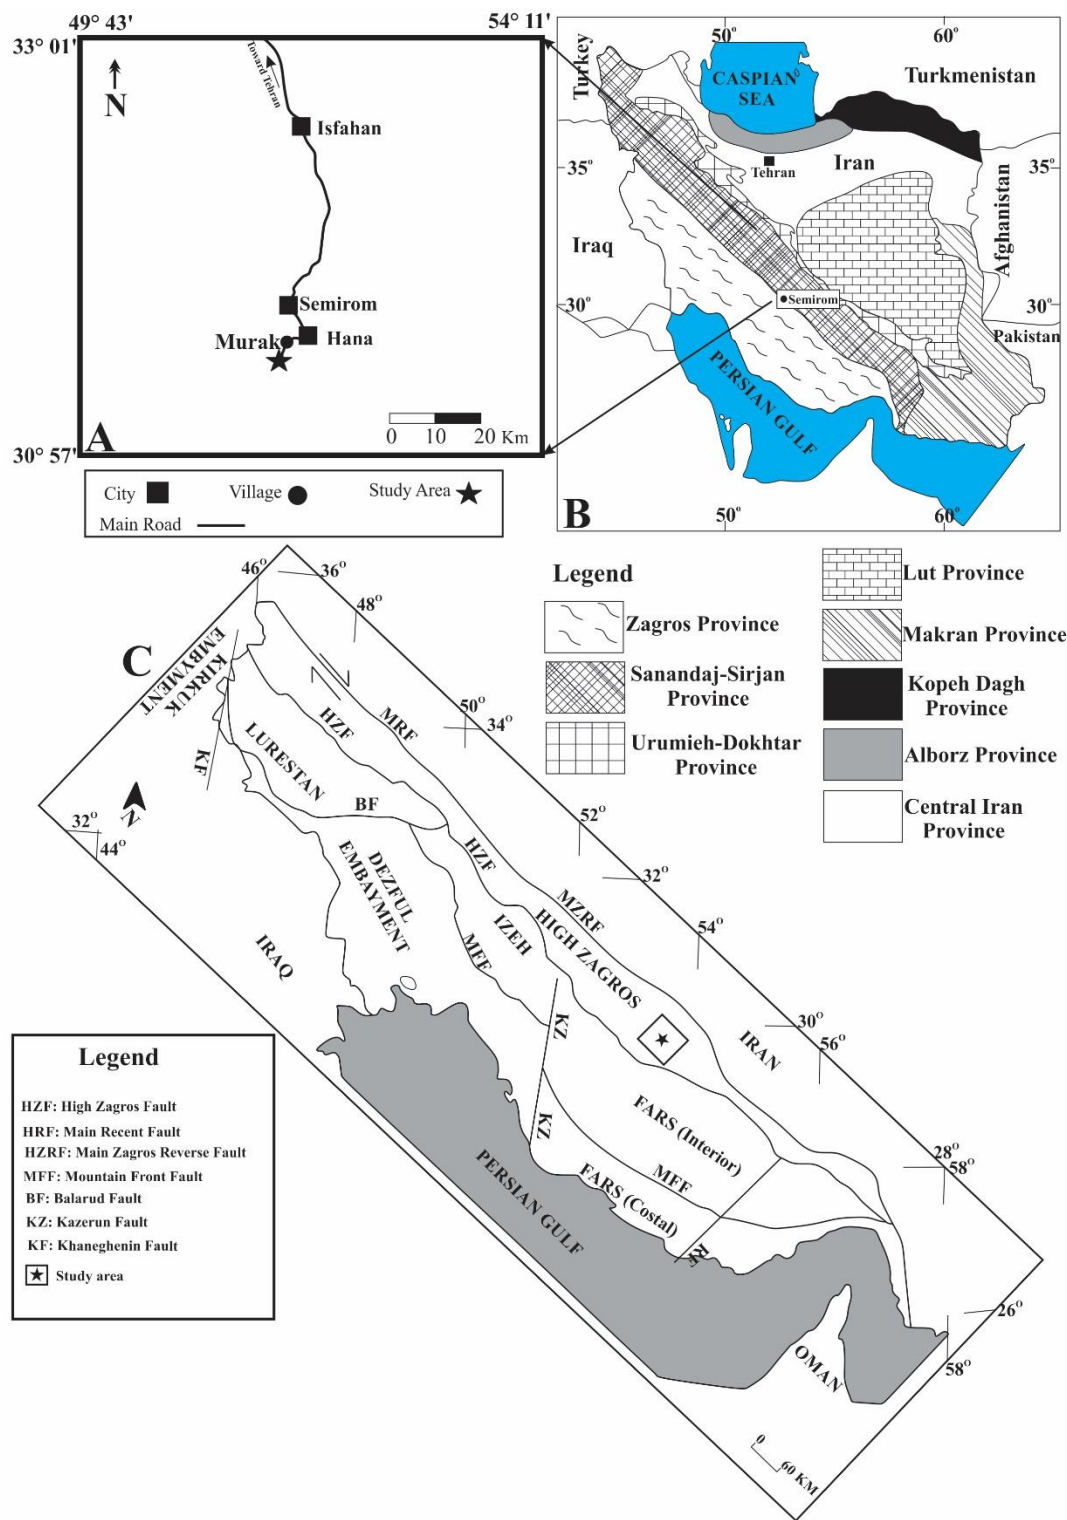 49° 43'
54° 11'
33° 01'
Toward Tehran
N
Isfahan
Semirom
Murak
Hana
0 10 20 Km
A
30° 57'
City
Village
Study Area
Main Road
50°
60°
Turkey
CASPIAN
SEA
Turkmenistan
35°
Tehran
Iran
35°
Afghanistan
Iraq
30°
Semirom
30°
Pakistan
PERSIAN GULF
B
50°
60°
Legend
Zagros Province
Sanandaj-Sirjan
Province
Urumieh-Dokhtar
Province
Lut Province
Makran Province
Kopeh Dagh
Province
Alborz Province
Central Iran
Province
C
46°
36°
48°
KIRKUK
EMBYMENT
50°
34°
MRF
HZF
KF
LURESTAN
BF
N
32°
44°
52°
HZF
32°
DEZFUL
EMBAYMENT
MZRF
54°
IZEH
HIGH ZAGROS
MFF
IRAQ
KZ
30°
56°
IRAN
KZ
FARS (Interior)
28°
58°
MFF
PERSIAN GULF
FARS (Costal)
RF
26°
58°
OMAN
0
60 KM
Legend
HZF: High Zagros Fault
HRF: Main Recent Fault
HZRF: Main Zagros Reverse Fault
MFF: Mountain Front Fault
BF: Balarud Fault
KZ: Kazerun Fault
KF: Khaneghenin Fault
Study area